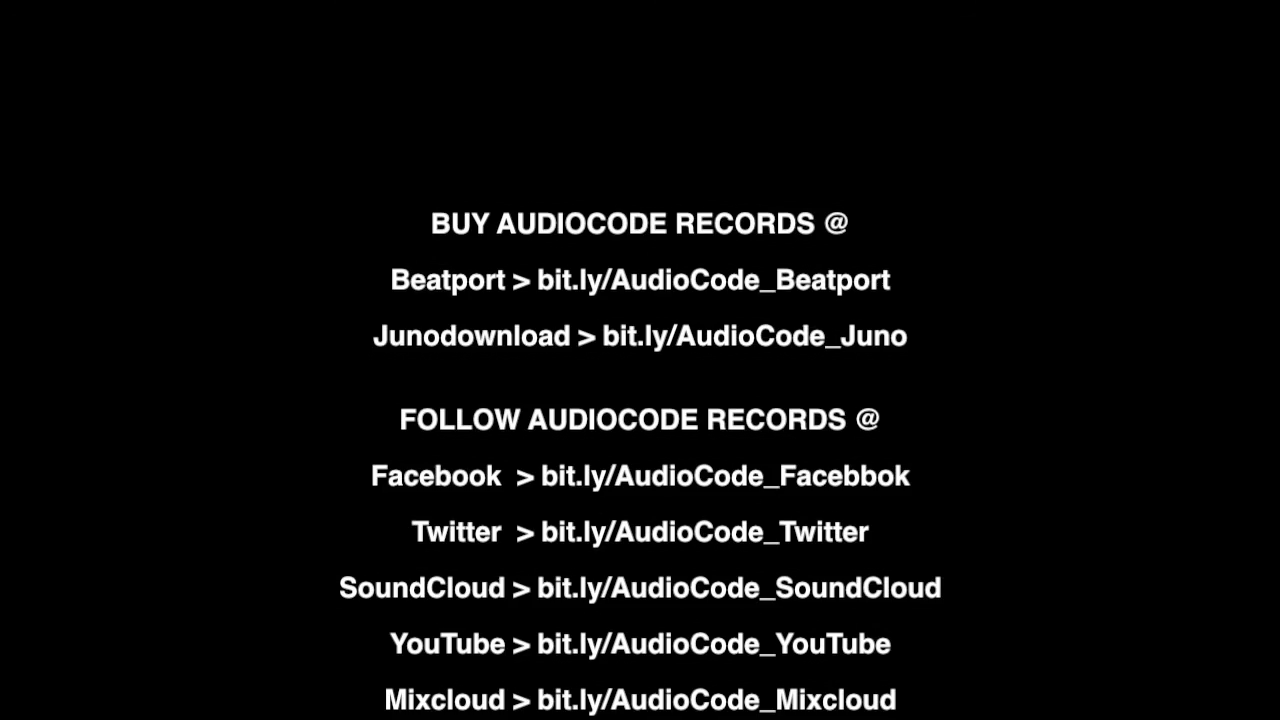 BUY AUDIOCODE RECORDS @
Beatport > bit.ly/AudioCode_Beatport
Junodownload > bit.ly/AudioCode_Juno
FOLLOW AUDIOCODE RECORDS @
Facebook > bit.ly/AudioCode_Facebbok
Twitter > bit.ly/AudioCode_Twitter
SoundCloud > bit.ly/AudioCode_SoundCloud
YouTube > bit.ly/AudioCode_YouTube
Mixcloud > bit.ly/AudioCode_Mixcloud